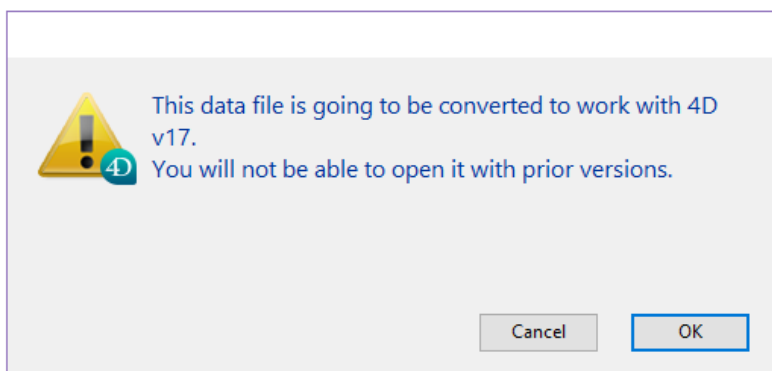 This data file is going to be converted to work with 4D
v17.
You will not be able to open it with prior versions.
4D
Cancel OK